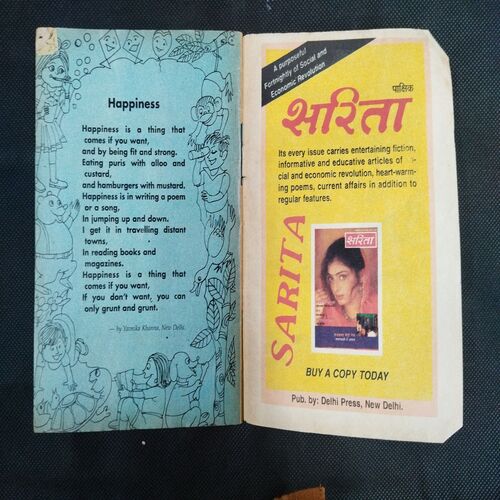 Happiness
Happiness is a thing that
comes if you want,
and by being fit and strong.
Eating puris with alloo and
custard,
and hamburgers with mustard.
Happiness is in writing a poem
or a song,
In jumping up and down.
I get it in travelling distant
towns,
In reading books and
magazines.
Happiness is a thing that
comes if you want,
If you don't want, you can
only grunt and grunt.
— by Yamika Khanna, New Delhi.
A purposeful
Fortnightly of Social and
Economic Revolution
पाक्षिक
सरिता
Its every issue carries entertaining fiction,
informative and educative articles of
cial and economic revolution, heart-warm-
ing poems, current affairs in addition to
regular features.
SARITA
सरिता
BUY A COPY TODAY
Pub. by: Delhi Press, New Delhi.